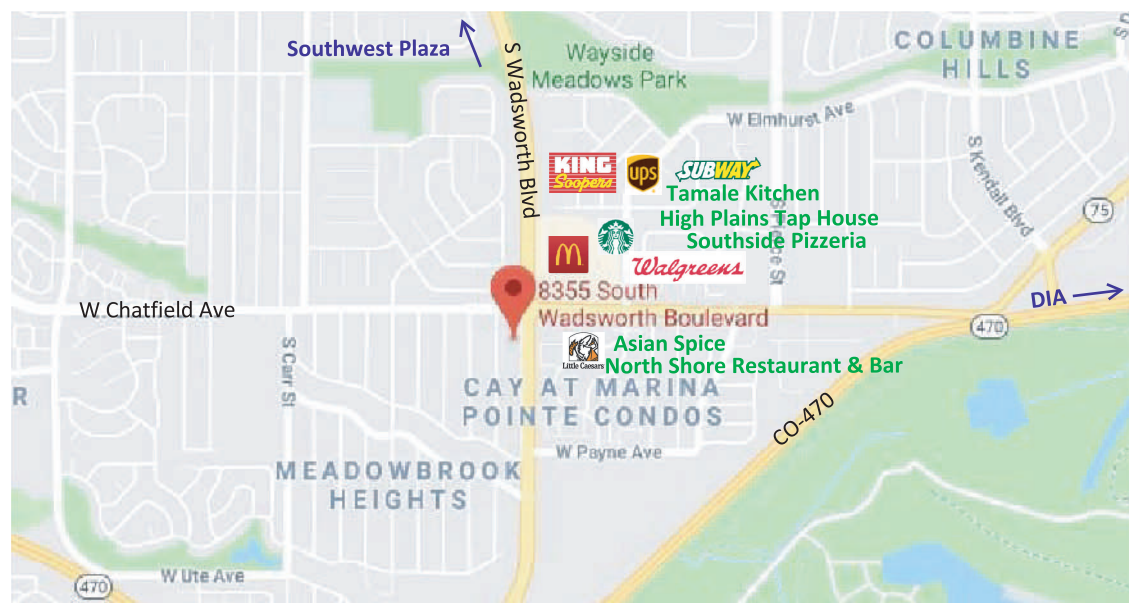 Southwest Plaza
S Wadsworth Blvd
Wayside
Meadows Park
COLUMBINE
HILLS
W Elmhurst Ave
S Kendall Blvd
75
KING
Soopers
ups
SUBWAY
Tamale Kitchen
High Plains Tap House
Southside Pizzeria
Walgreens
8355 South
Wadsworth Boulevard
W Chatfield Ave
DIA
470
Little Caesars
Asian Spice
North Shore Restaurant & Bar
S Carr St
R
CAY AT MARINA
POINTE CONDOS
CO-470
W Payne Ave
MEADOWBROOK
HEIGHTS
W Ute Ave
470